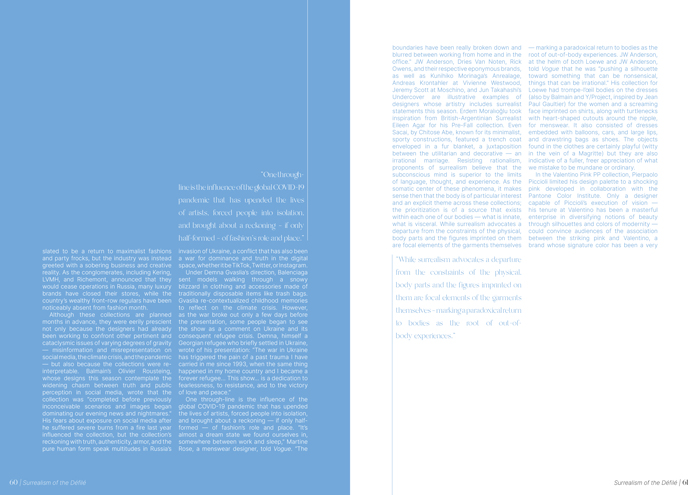 "One through-
line is the influence of the global COVID-19
pandemic that has upended the lives
of artists, forced people into isolation,
and brought about a reckoning – if only
half-formed – of fashion's role and place."
slated to be a return to maximalist fashions
and party frocks, but the industry was instead
greeted with a sobering business and creative
reality. As the conglomerates, including Kering,
LVMH, and Richemont, announced that they
would cease operations in Russia, many luxury
brands have closed their stores, while the
country's wealthy front-row regulars have been
noticeably absent from fashion month.
Although these collections are planned
months in advance, they were eerily prescient
not only because the designers had already
been working to confront other pertinent and
cataclysmic issues of varying degrees of gravity
— misinformation and misrepresentation on
social media, the climate crisis, and the pandemic
— but also because the collections were re-
interpretable. Balmain's Olivier Rousteing,
whose designs this season contemplate the
widening chasm between truth and public
perception in social media, wrote that the
collection was "completed before previously
inconceivable scenarios and images began
dominating our evening news and nightmares."
His fears about exposure on social media after
he suffered severe burns from a fire last year
influenced the collection, but the collection's
reckoning with truth, authenticity, armor, and the
pure human form speak multitudes in Russia's
invasion of Ukraine, a conflict that has also been
a war for dominance and truth in the digital
space, whether it be TikTok, Twitter, or Instagram.
Under Demna Gvasilia's direction, Balenciaga
sent models walking through a snowy
blizzard in clothing and accessories made of
traditionally disposable items like trash bags.
Gvasilia re-contextualized childhood memories
to reflect on the climate crisis. However,
as the war broke out only a few days before
the presentation, some people began to see
the show as a comment on Ukraine and its
consequent refugee crisis. Demna, himself a
Georgian refugee who briefly settled in Ukraine,
wrote of his presentation: "The war in Ukraine
has triggered the pain of a past trauma I have
carried in me since 1993, when the same thing
happened in my home country and I became a
forever refugee... This show... is a dedication to
fearlessness, to resistance, and to the victory
of love and peace."
One through-line is the influence of the
global COVID-19 pandemic that has upended
the lives of artists, forced people into isolation,
and brought about a reckoning — if only half-
formed — of fashion's role and place. "It's
almost a dream state we found ourselves in,
somewhere between work and sleep," Martine
Rose, a menswear designer, told Vogue. "The
60 | Surrealism of the Défilé
boundaries have been really broken down and
blurred between working from home and in the
office." JW Anderson, Dries Van Noten, Rick
Owens, and their respective eponymous brands,
as well as Kunihiko Morinaga's Anrealage,
Andreas Kronthaler at Vivienne Westwood,
Jeremy Scott at Moschino, and Jun Takahashi's
Undercover are illustrative examples of
designers whose artistry includes surrealist
statements this season. Erdem Moralıoğlu took
inspiration from British-Argentinian Surrealist
Eileen Agar for his Pre-Fall collection. Even
Sacai, by Chitose Abe, known for its minimalist,
sporty constructions, featured a trench coat
enveloped in a fur blanket, a juxtaposition
between the utilitarian and decorative — an
irrational marriage. Resisting rationalism,
proponents of surrealism believe that the
subconscious mind is superior to the limits
of language, thought, and experience. As the
somatic center of these phenomena, it makes
sense then that the body is of particular interest
and an explicit theme across these collections;
the prioritization is of a source that exists
within each one of our bodies — what is innate,
what is visceral. While surrealism advocates a
departure from the constraints of the physical,
body parts and the figures imprinted on them
are focal elements of the garments themselves
— marking a paradoxical return to bodies as the
root of out-of-body experiences. JW Anderson,
at the helm of both Loewe and JW Anderson,
told Vogue that he was "pushing a silhouette
toward something that can be nonsensical,
things that can be irrational." His collection for
Loewe had trompe-l'œil bodies on the dresses
(also by Balmain and Y/Project, inspired by Jean
Paul Gaultier) for the women and a screaming
face imprinted on shirts, along with turtlenecks
with heart-shaped cutouts around the nipple,
for menswear. It also consisted of dresses
embedded with balloons, cars, and large lips,
and drawstring bags as shoes. The objects
found in the clothes are certainly playful (witty
in the vein of a Magritte) but they are also
indicative of a fuller, freer appreciation of what
we mistake to be mundane or ordinary.
In the Valentino Pink PP collection, Pierpaolo
Piccioli limited his design palette to a shocking
pink developed in collaboration with the
Pantone Color Institute. Only a designer
capable of Piccioli's execution of vision —
his tenure at Valentino has been a masterful
enterprise in diversifying notions of beauty
through silhouettes and colors of modernity —
could convince audiences of the association
between the striking pink and Valentino, a
brand whose signature color has been a very
"While surrealism advocates a departure
from the constraints of the physical,
body parts and the figures imprinted on
them are focal elements of the garments
themselves - marking a paradoxical return
to bodies as the root of out-of-
body experiences."
Surrealism of the Défilé | 61